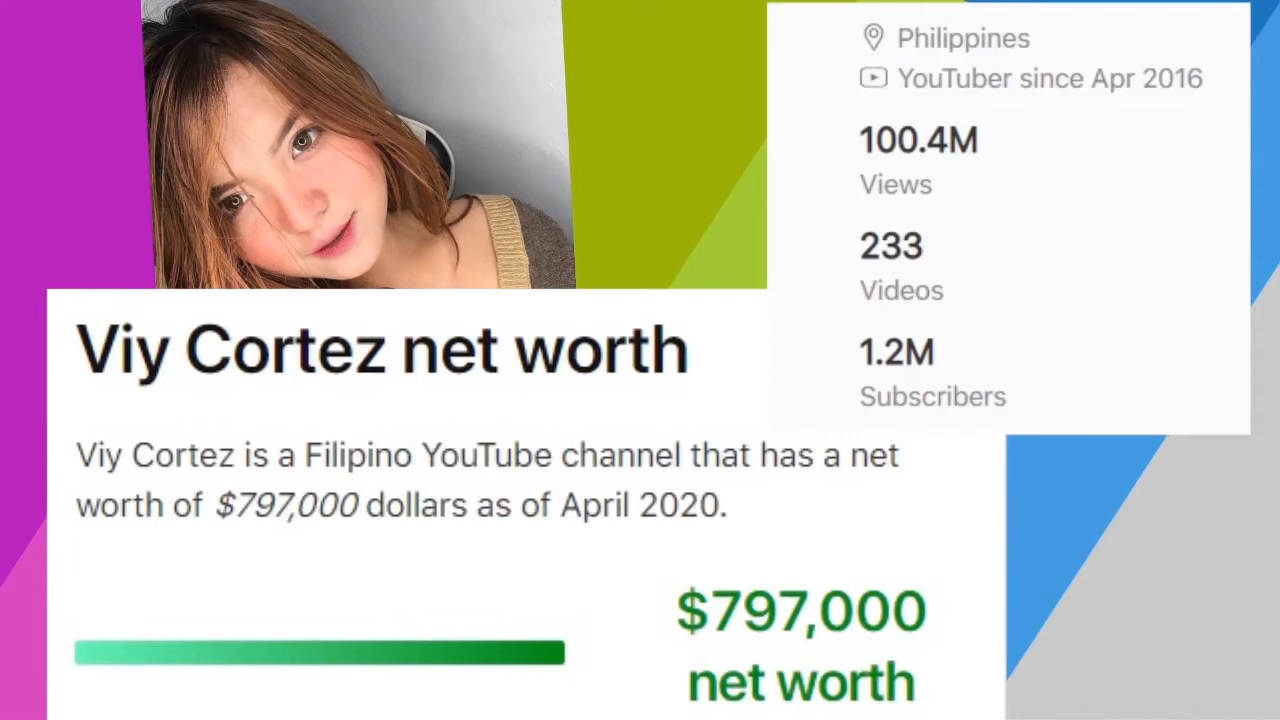 Philippines
YouTuber since Apr 2016
100.4M
Views
233
Videos
1.2M
Subscribers
Viy Cortez net worth
Viy Cortez is a Filipino YouTube channel that has a net
worth of $797,000 dollars as of April 2020.
$797,000
net worth